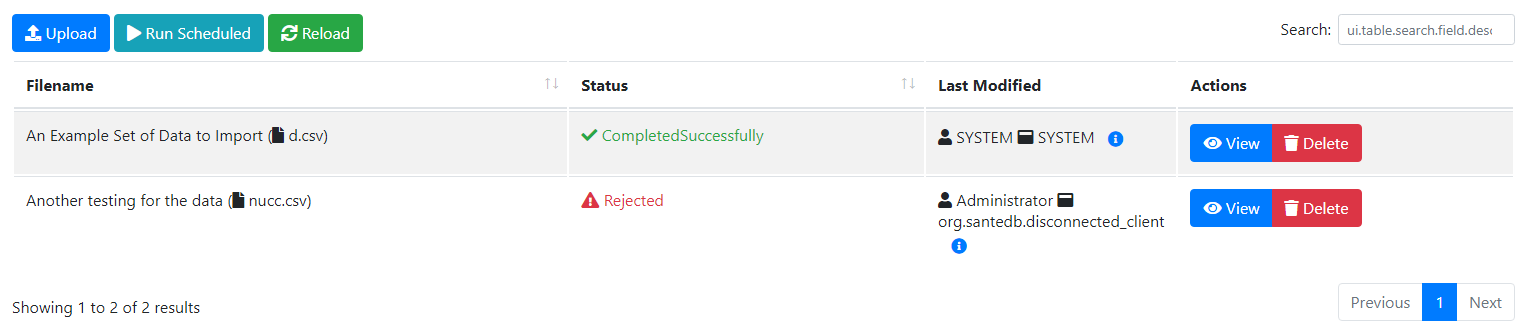 Upload Run Scheduled Reload Search: ui.table.search.field.desc
Filename Status Last Modified Actions
An Example Set of Data to Import ( d.csv) CompletedSuccessfully SYSTEM SYSTEM View Delete
Another testing for the data ( nucc.csv) Rejected Administrator View Delete
org.santedb.disconnected_client
Showing 1 to 2 of 2 results Previous 1 Next